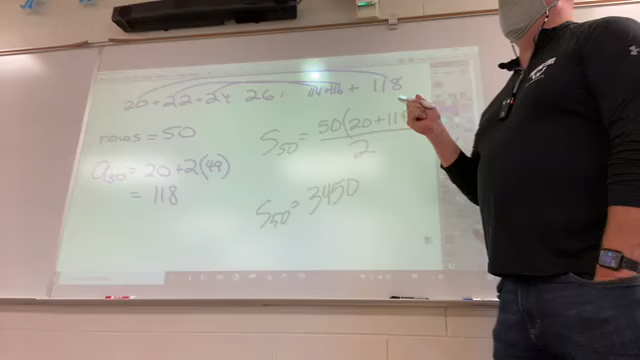 20 + 22 + 24 26, 114 + 116 + 118
rows = 50
a₅₀ = 20 + 2(49)
= 118
S₅₀ = 50(20+118
2
S₅₀ = 3450